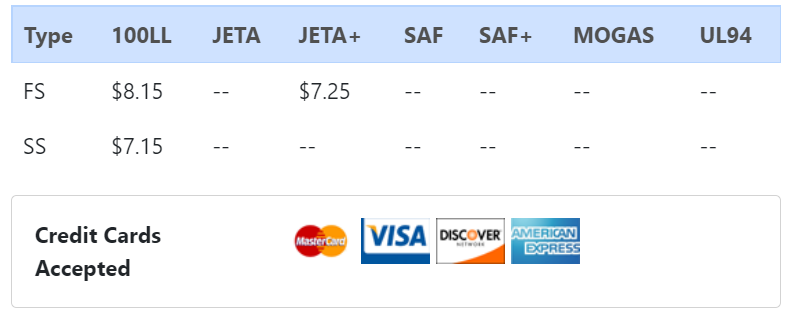 Type 100LL JETA JETA+ SAF SAF+ MOGAS UL94
FS $8.15 -- $7.25 -- -- -- --
SS $7.15 -- -- -- -- -- --
Credit Cards MasterCard VISA DISCOVER AMERICAN
Accepted NETWORK EXPRESS